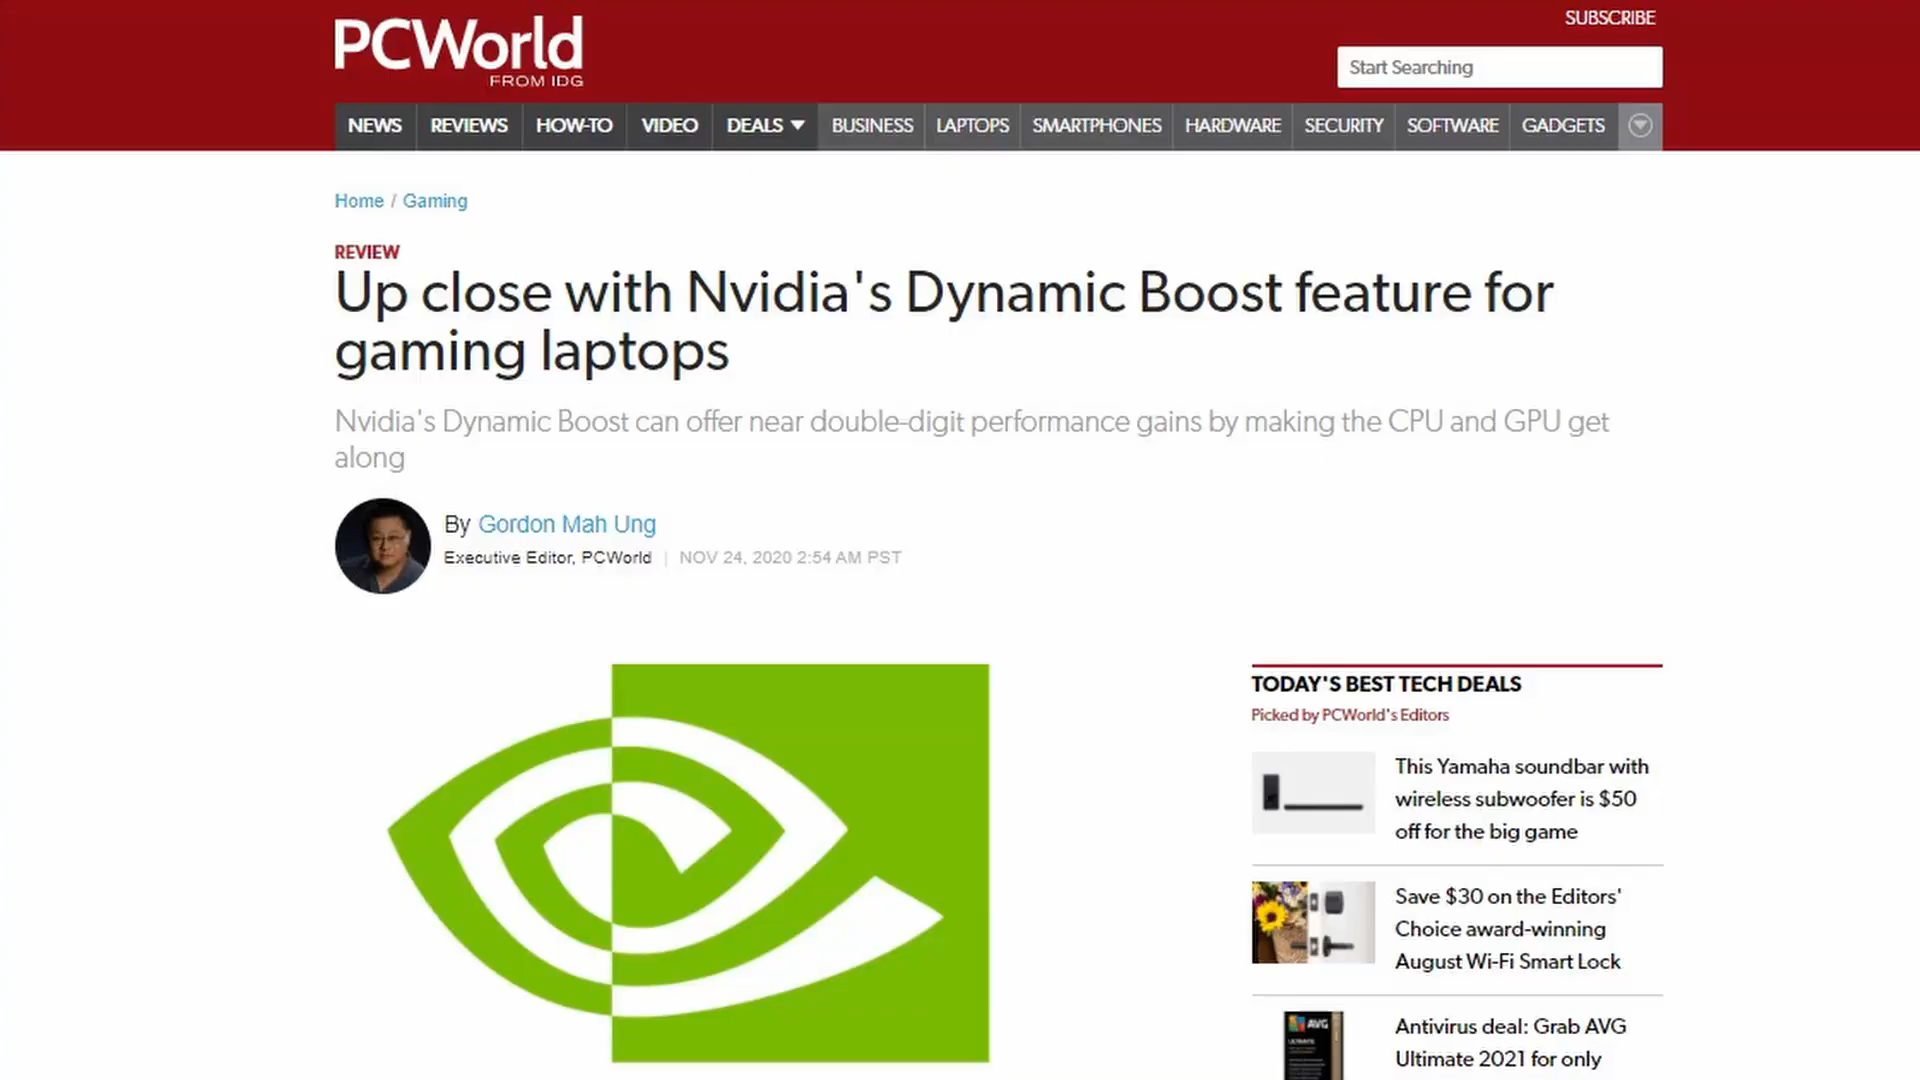 SUBSCRIBE
PCWorld
FROM IDG
Start Searching
NEWS REVIEWS HOW-TO VIDEO DEALS BUSINESS LAPTOPS SMARTPHONES HARDWARE SECURITY SOFTWARE GADGETS
Home / Gaming
REVIEW
Up close with Nvidia's Dynamic Boost feature for
gaming laptops
Nvidia's Dynamic Boost can offer near double-digit performance gains by making the CPU and GPU get
along
By Gordon Mah Ung
Executive Editor, PCWorld | NOV 24, 2020 2:54 AM PST
TODAY'S BEST TECH DEALS
Picked by PCWorld's Editors
This Yamaha soundbar with
wireless subwoofer is $50
off for the big game
Save $30 on the Editors'
Choice award-winning
August Wi-Fi Smart Lock
AVG
ULTIMATE
Antivirus deal: Grab AVG
Ultimate 2021 for only